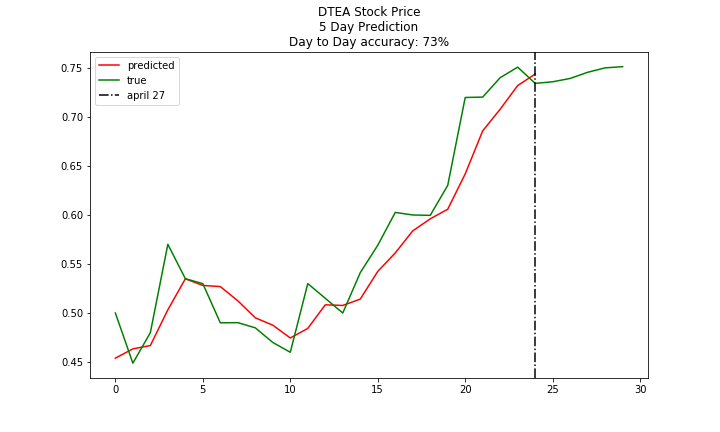 DTEA Stock Price
5 Day Prediction
Day to Day accuracy: 73%
predicted
true
april 27
0.75
0.70
0.65
0.60
0.55
0.50
0.45
0 5 10 15 20 25 30